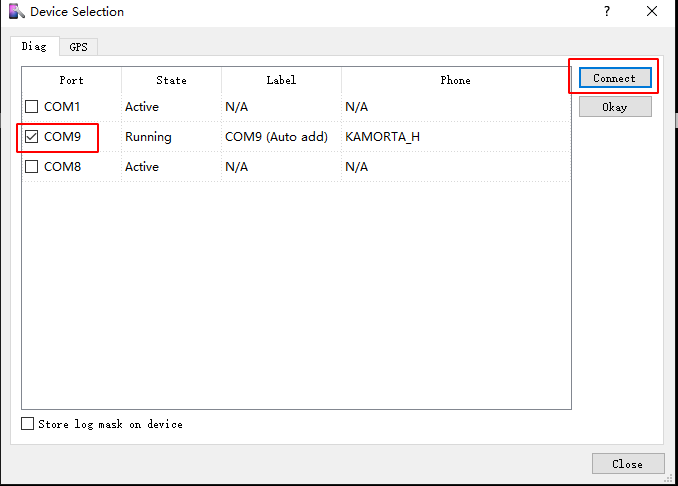 Device Selection
?
Diag GPS
Port State Label Phone
COM1 Active N/A N/A
COM9 Running COM9 (Auto add) KAMORTA_H
COM8 Active N/A N/A
Connect
Okay
Store log mask on device
Close